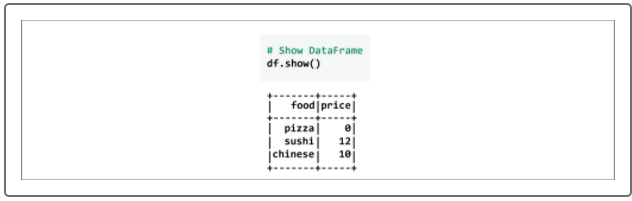 # Show DataFrame
df.show()
+-------+-----+
|   food|price|
+-------+-----+
|  pizza|    0|
|  sushi|   12|
|chinese|   10|
+-------+-----+